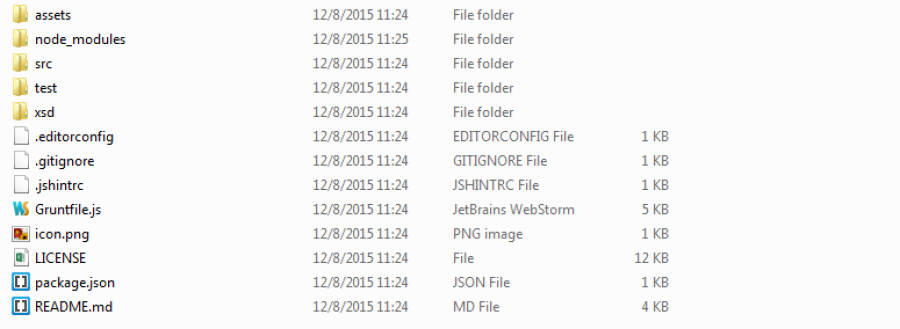 assets 12/8/2015 11:24 File folder
node_modules 12/8/2015 11:25 File folder
src 12/8/2015 11:24 File folder
test 12/8/2015 11:24 File folder
xsd 12/8/2015 11:24 File folder
.editorconfig 12/8/2015 11:24 EDITORCONFIG File 1 KB
.gitignore 12/8/2015 11:24 GITIGNORE File 1 KB
.jshintrc 12/8/2015 11:24 JSHINTRC File 1 KB
Gruntfile.js 12/8/2015 11:24 JetBrains WebStorm 5 KB
icon.png 12/8/2015 11:24 PNG image 1 KB
LICENSE 12/8/2015 11:24 File 12 KB
package.json 12/8/2015 11:24 JSON File 1 KB
README.md 12/8/2015 11:24 MD File 4 KB